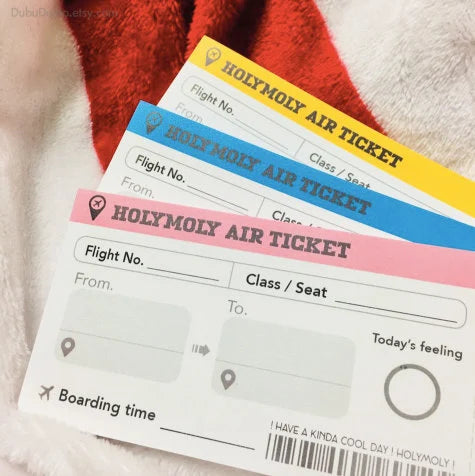 DubuDumo.etsy.com
HOLYMOLY AIR TICKET
Flight No.
From.
Class / Seat
HOLYMOLY AIR TICKET
Flight No.
From.
HOLYMOLY AIR TICKET
Flight No.
Class / Seat
From.
To.
Today's feeling
Boarding time
! HAVE A KINDA COOL DAY ! HOLYMOLY !